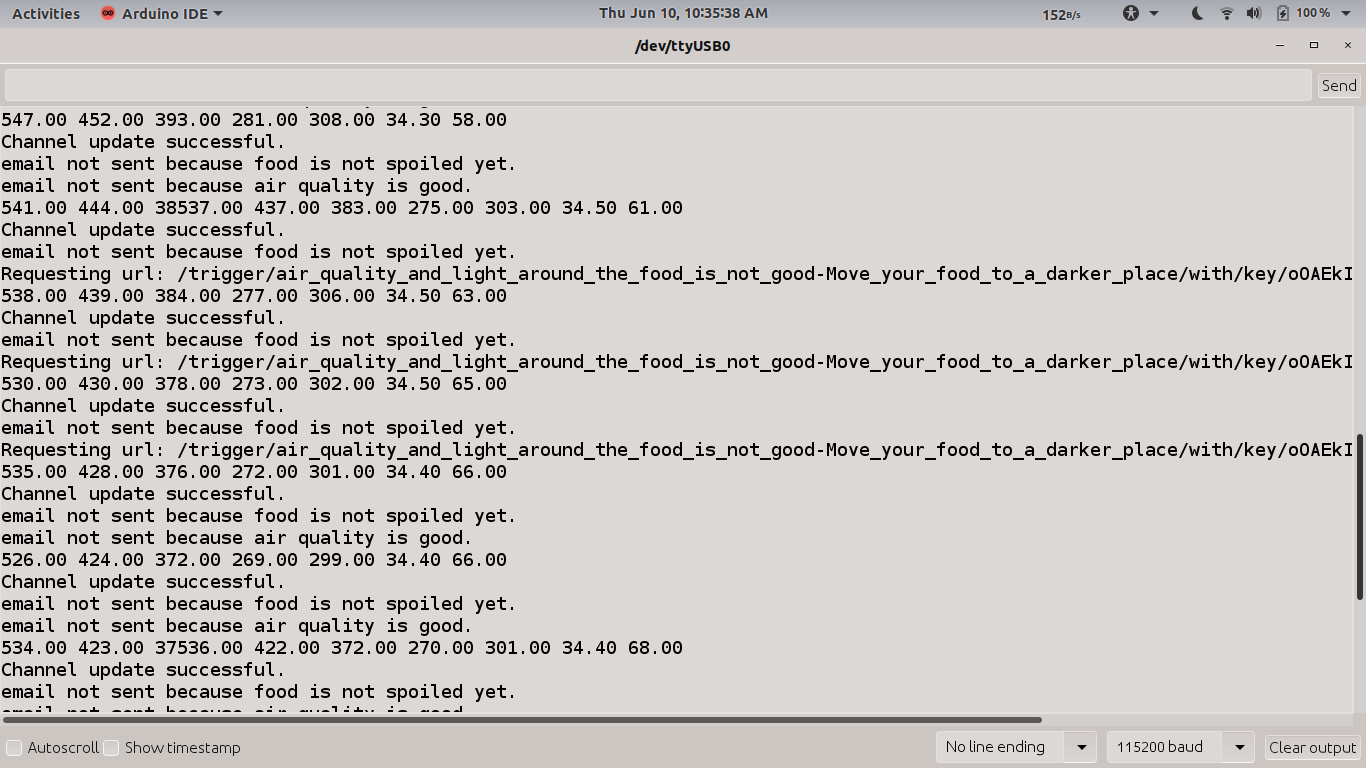 Activities Arduino IDE Thu Jun 10, 10:35:38 AM 152B/s 100 %
/dev/ttyUSB0
Send
547.00 452.00 393.00 281.00 308.00 34.30 58.00
Channel update successful.
email not sent because food is not spoiled yet.
email not sent because air quality is good.
541.00 444.00 38537.00 437.00 383.00 275.00 303.00 34.50 61.00
Channel update successful.
email not sent because food is not spoiled yet.
Requesting url: /trigger/air_quality_and_light_around_the_food_is_not_good-Move_your_food_to_a_darker_place/with/key/oOAEkI
538.00 439.00 384.00 277.00 306.00 34.50 63.00
Channel update successful.
email not sent because food is not spoiled yet.
Requesting url: /trigger/air_quality_and_light_around_the_food_is_not_good-Move_your_food_to_a_darker_place/with/key/oOAEkI
530.00 430.00 378.00 273.00 302.00 34.50 65.00
Channel update successful.
email not sent because food is not spoiled yet.
Requesting url: /trigger/air_quality_and_light_around_the_food_is_not_good-Move_your_food_to_a_darker_place/with/key/oOAEkI
535.00 428.00 376.00 272.00 301.00 34.40 66.00
Channel update successful.
email not sent because food is not spoiled yet.
email not sent because air quality is good.
526.00 424.00 372.00 269.00 299.00 34.40 66.00
Channel update successful.
email not sent because food is not spoiled yet.
email not sent because air quality is good.
534.00 423.00 37536.00 422.00 372.00 270.00 301.00 34.40 68.00
Channel update successful.
email not sent because food is not spoiled yet.
email not sent because air quality is good.
Autoscroll Show timestamp No line ending 115200 baud Clear output